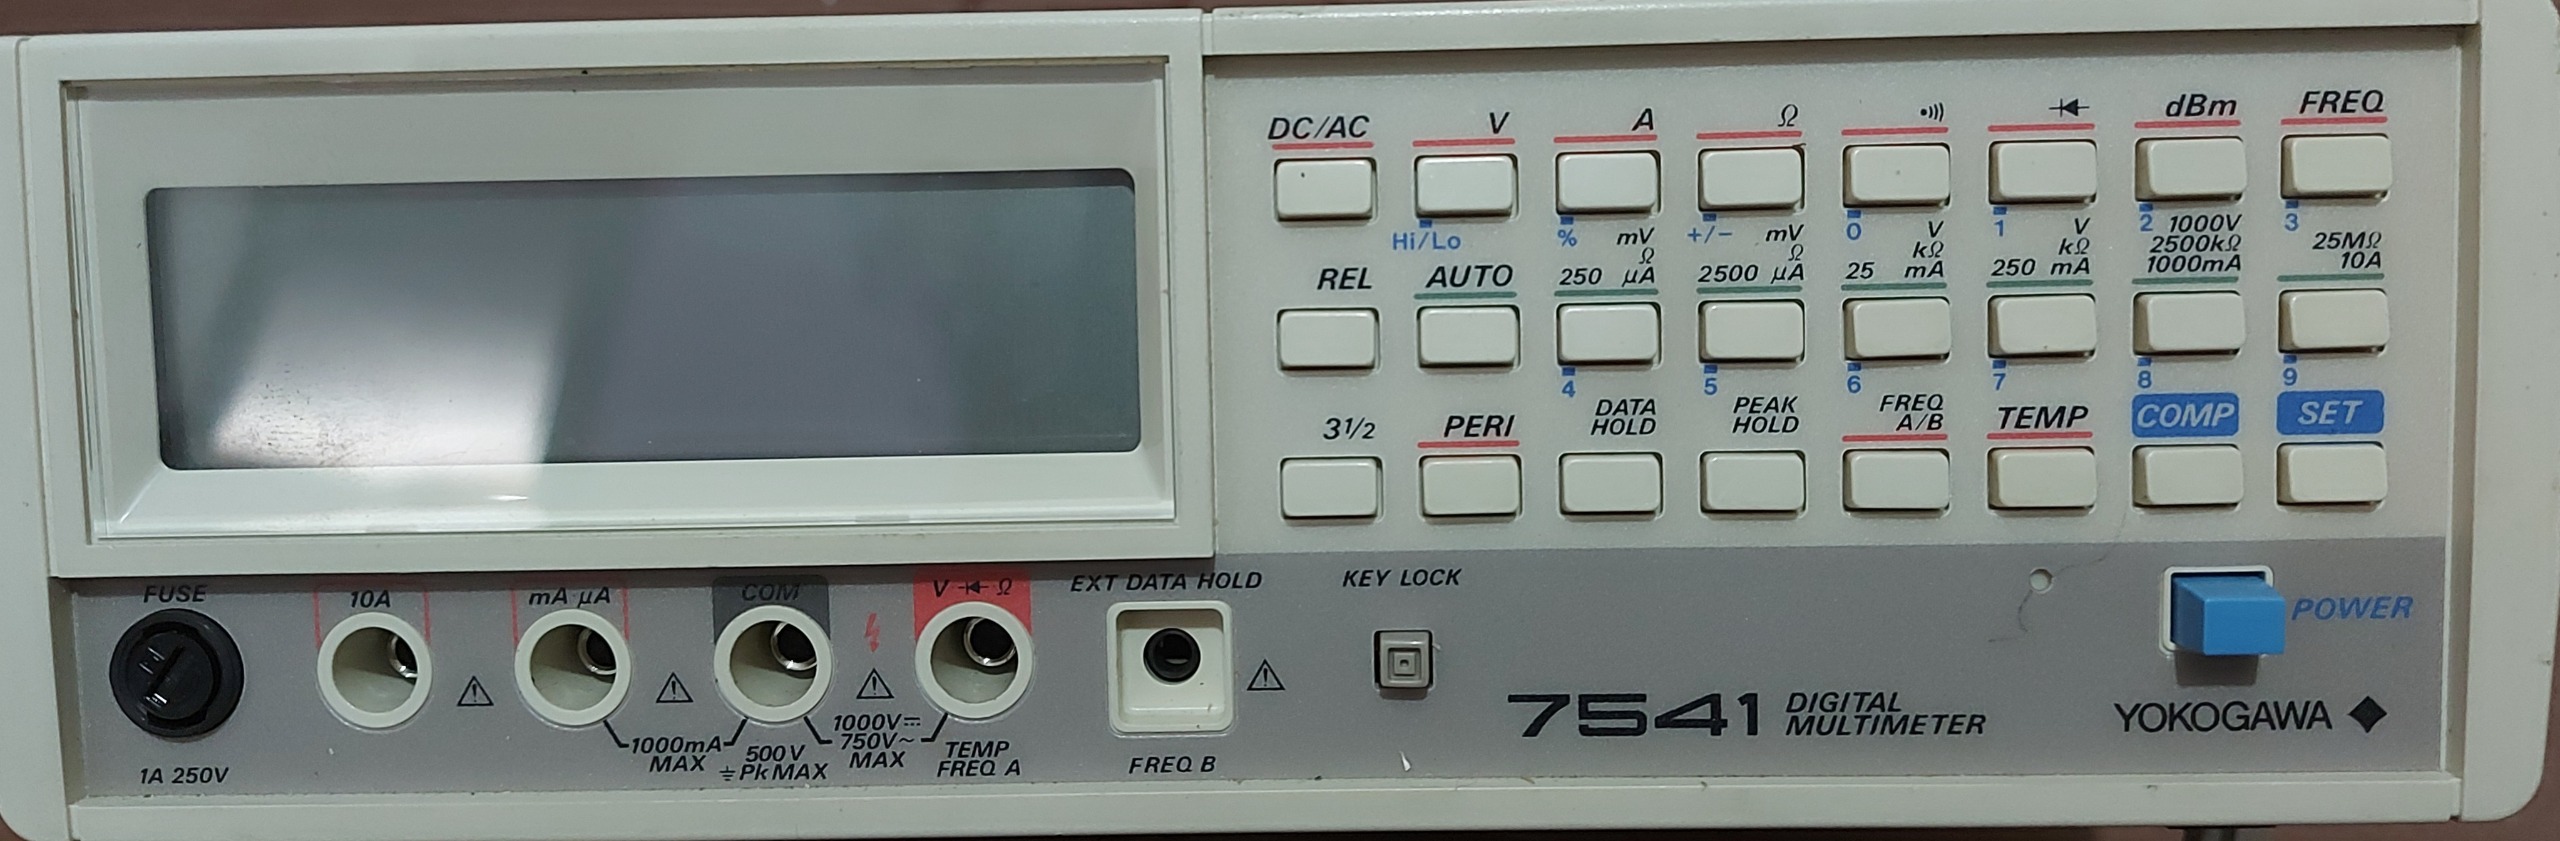 DC/AC V A Ω •))) dBm FREQ
Hi/Lo % +/− 0 1 2 3
mV mV V V 1000V
Ω Ω kΩ kΩ 2500kΩ 25MΩ
REL AUTO 250 μA 2500 μA 25 mA 250 mA 1000mA 10A
4 5 6 7 8 9
3 1/2 PERI DATA HOLD PEAK HOLD FREQ A/B TEMP COMP SET
FUSE
1A 250V
10A
mA μA
COM
V Ω
1000mA
MAX
500V
Pk MAX
1000V
750V~
MAX
TEMP
FREQ A
EXT DATA HOLD
FREQ B
KEY LOCK
7541 DIGITAL
MULTIMETER
POWER
YOKOGAWA